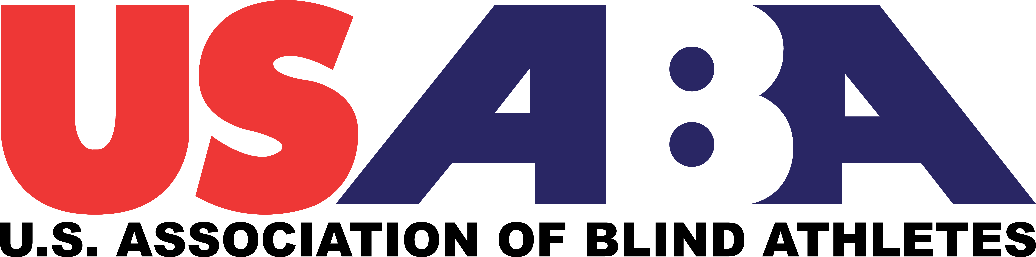 USABA
U.S. ASSOCIATION OF BLIND ATHLETES